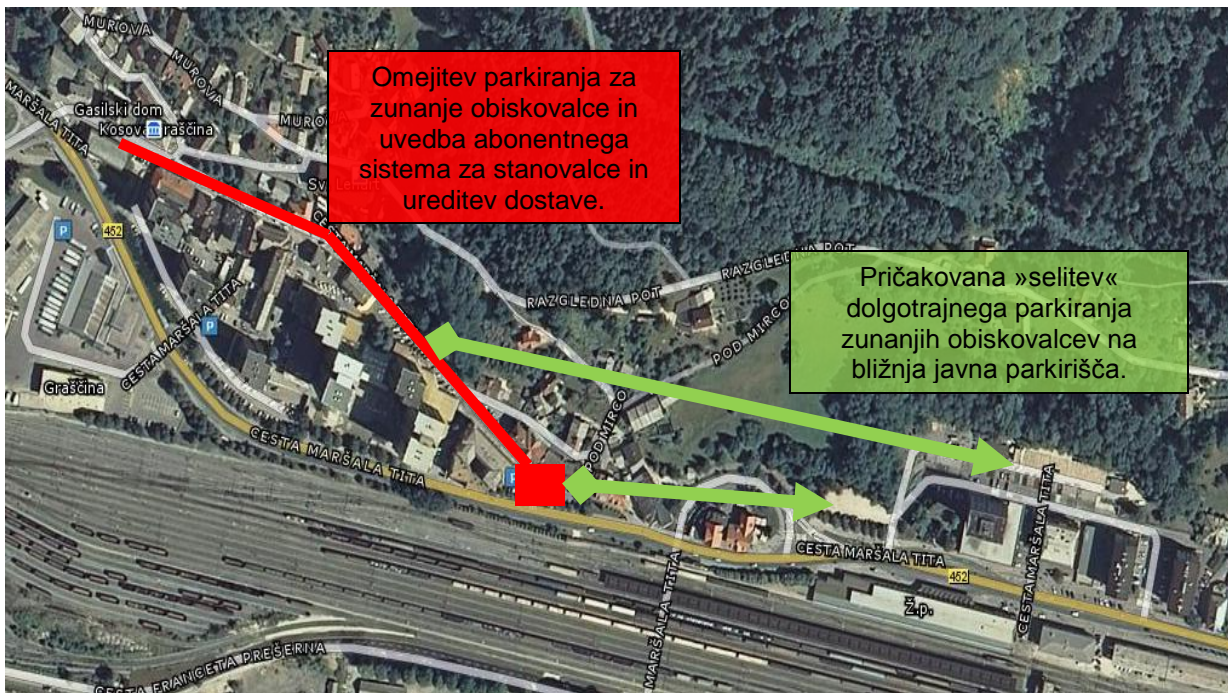 MUROVA
MUROVA
MARŠALA TITA
Gasilski dom
Kosova graščina
Omejitev parkiranja za
zunanje obiskovalce in
uvedba abonentnega
sistema za stanovalce in
ureditev dostave.
P
452
CESTA MARŠALA TITA
P
Graščina
RAZGLEDNA POT
RAZGLEDNA POT
POD MIRCO
Pričakovana »selitev«
dolgotrajnega parkiranja
zunanjih obiskovalcev na
bližnja javna parkirišča.
POD MIRCO
P
CESTA MARŠALA TITA
CESTA MARŠALA TITA
452
CESTA MARŠALA TITA
MARŠALA TITA
Ž.p.
CESTA FRANCETA PREŠERNA